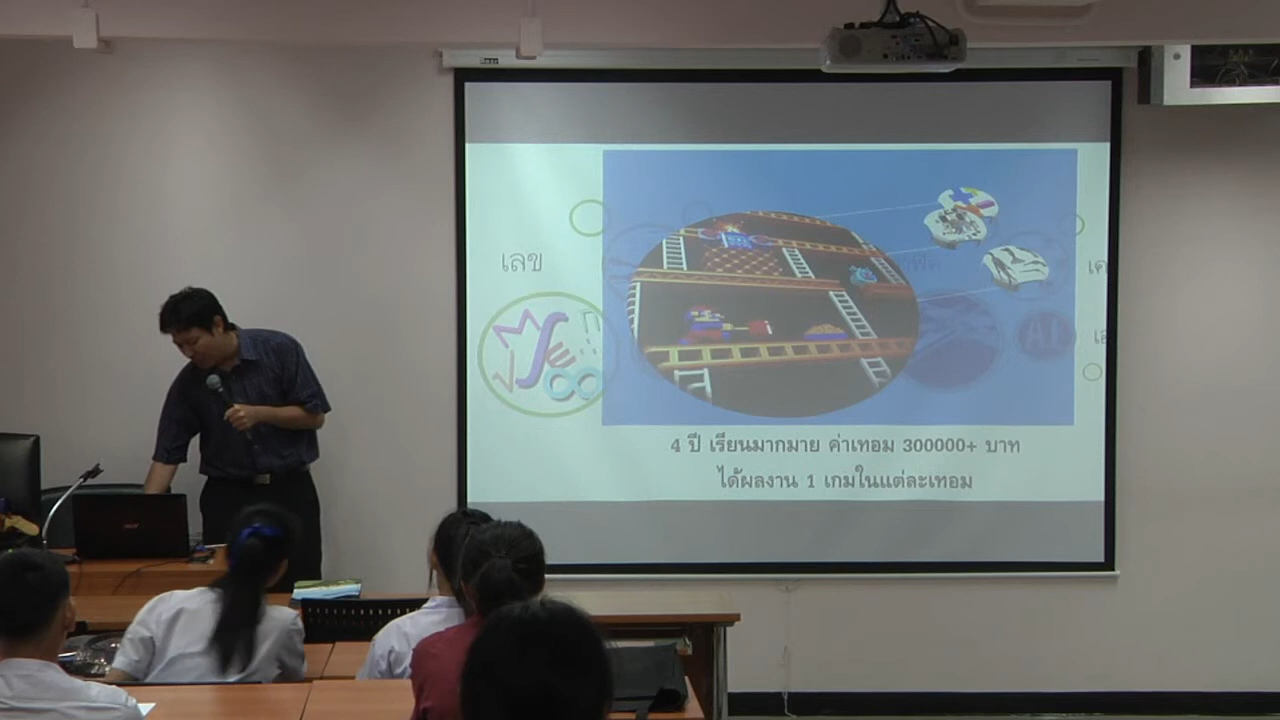 เลข
AI
4 ปี เรียนมากมาย ค่าเทอม 300000+ บาท
ได้ผลงาน 1 เกมในแต่ละเทอม
acer